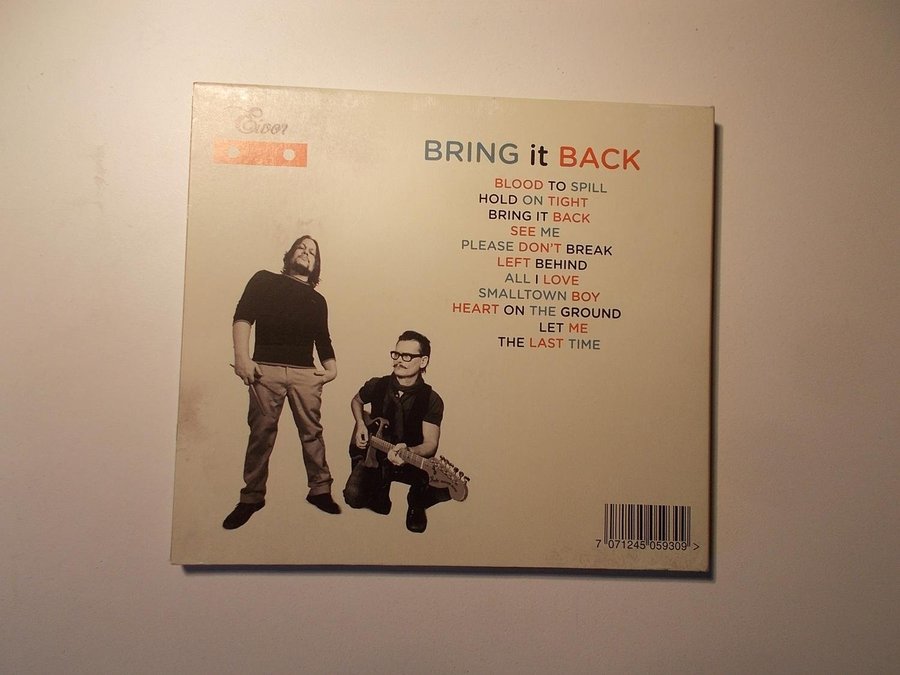 Eivor
BRING it BACK
BLOOD TO SPILL
HOLD ON TIGHT
BRING IT BACK
SEE ME
PLEASE DON'T BREAK
LEFT BEHIND
ALL I LOVE
SMALLTOWN BOY
HEART ON THE GROUND
LET ME
THE LAST TIME
7 071245 059309 >